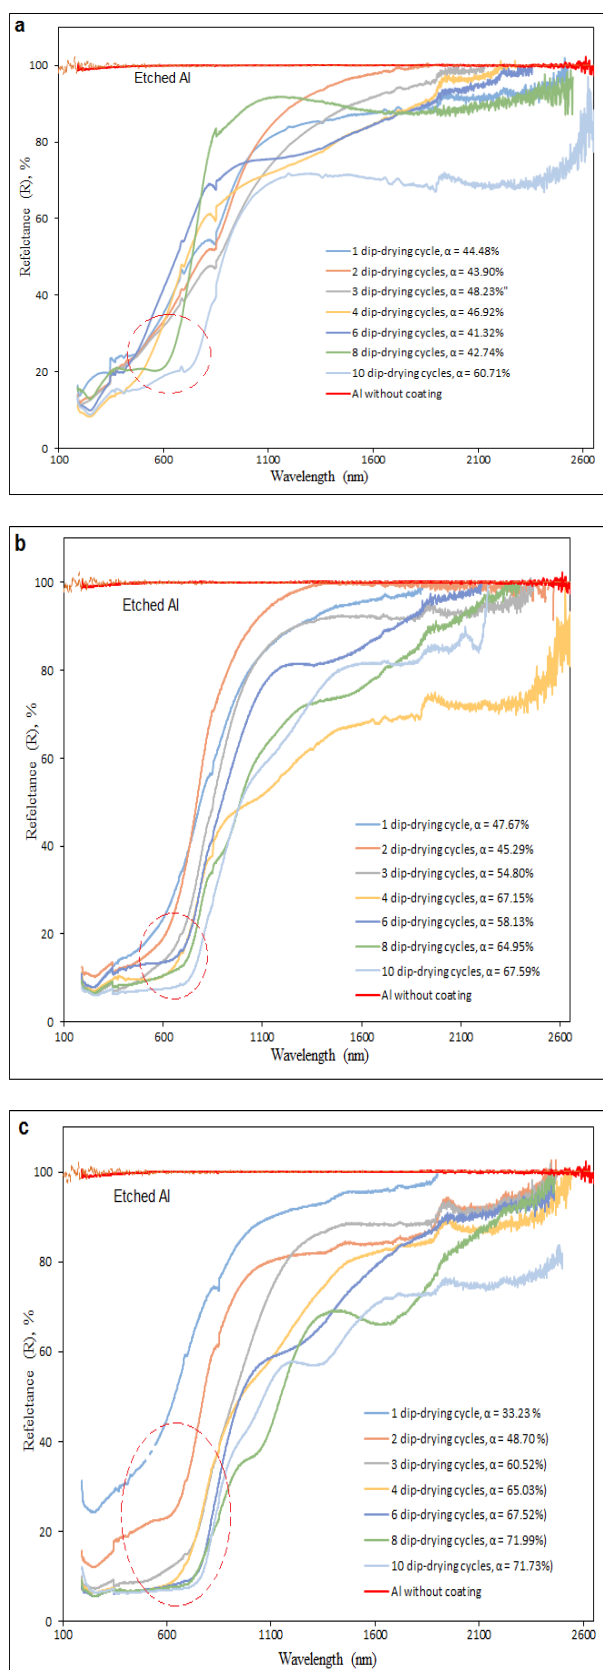 a
100
80
60
40
20
0
Refelctance (R), %
Etched Al
1 dip-drying cycle, α = 44.48%
2 dip-drying cycles, α = 43.90%
3 dip-drying cycles, α = 48.23%"
4 dip-drying cycles, α = 46.92%
6 dip-drying cycles, α = 41.32%
8 dip-drying cycles, α = 42.74%
10 dip-drying cycles, α = 60.71%
Al without coating
100 600 1100 1600 2100 2600
Wavelength (nm)
b
100
80
60
40
20
0
Refelctance (R), %
Etched Al
1 dip-drying cycle, α = 47.67%
2 dip-drying cycles, α = 45.29%
3 dip-drying cycles, α = 54.80%
4 dip-drying cycles, α = 67.15%
6 dip-drying cycles, α = 58.13%
8 dip-drying cycles, α = 64.95%
10 dip-drying cycles, α = 67.59%
Al without coating
100 600 1100 1600 2100 2600
Wavelength (nm)
c
100
80
60
40
20
0
Refelctance (R), %
Etched Al
1 dip-drying cycle, α = 33.23 %
2 dip-drying cycles, α = 48.70 %)
3 dip-drying cycles, α = 60.52%)
4 dip-drying cycles, α = 65.03%)
6 dip-drying cycles, α = 67.52%)
8 dip-drying cycles, α = 71.99%)
10 dip-drying cycles, α = 71.73%)
Al without coating
100 600 1100 1600 2100 2600
Wavelength (nm)